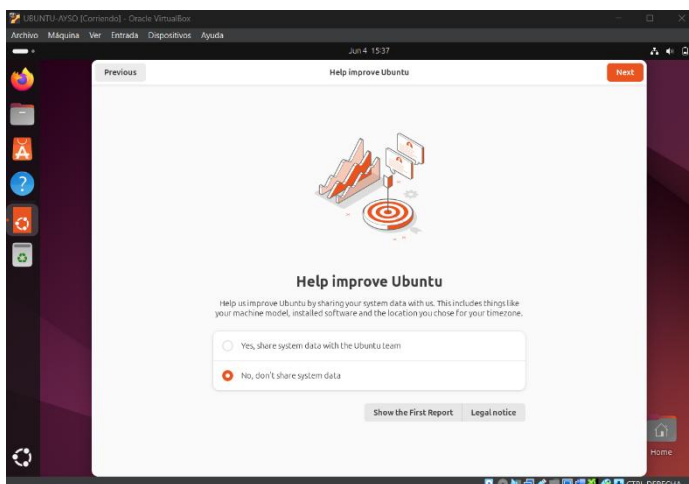 UBUNTU-AYSO [Corriendo] - Oracle VirtualBox
Archivo Máquina Ver Entrada Dispositivos Ayuda
Jun 4 15:37
Previous
Help improve Ubuntu
Next
Help improve Ubuntu
Help us improve Ubuntu by sharing your system data with us. This includes things like
your machine model, installed software and the location you chose for your timezone.
Yes, share system data with the Ubuntu team
No, don't share system data
Show the First Report
Legal notice
Home
CTRL DERECHA